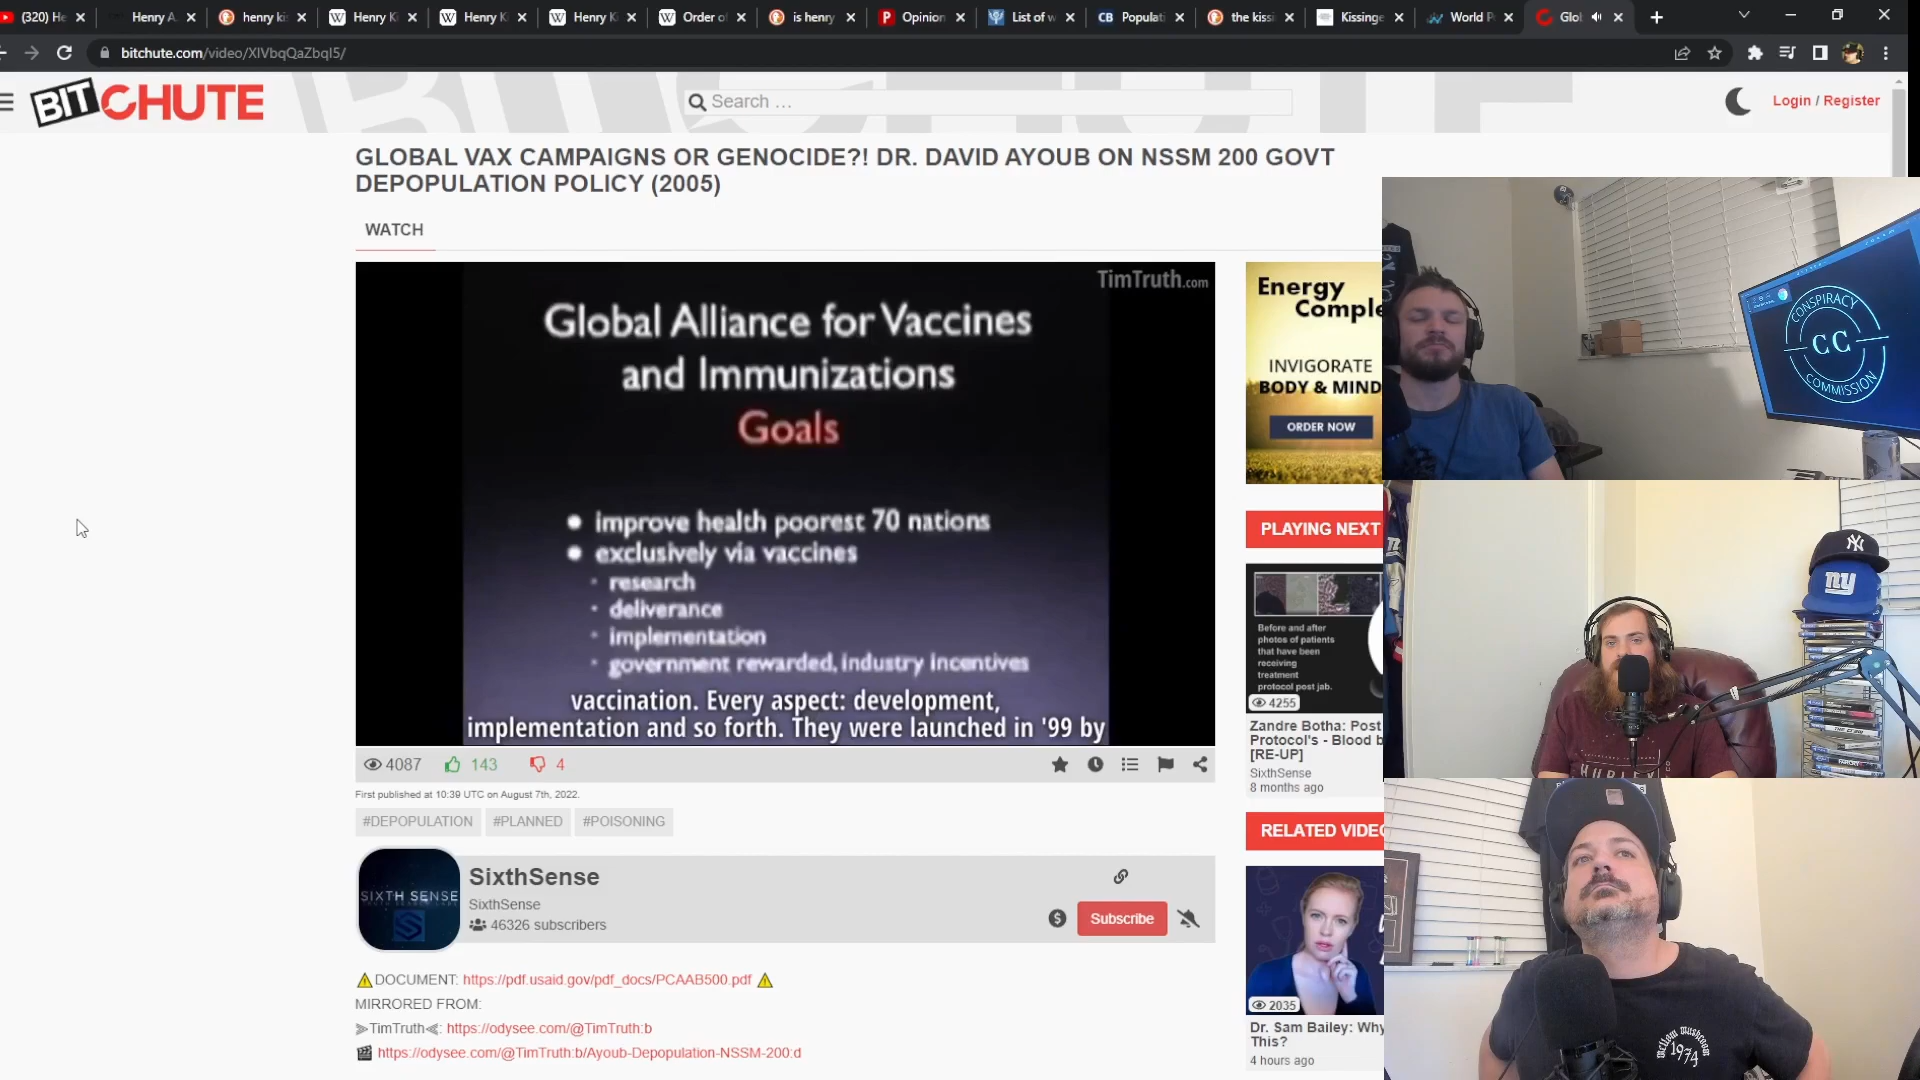 (320) He
Henry A.
henry ki
Henry K
Henry K
Henry K
Order o
is henry
Opinion
List of w
CB Populati
the kiss
Kissinge
World P
Glo
bitchute.com/video/XIVbqQaZbqI5/
BITCHUTE
Search ...
Login / Register
GLOBAL VAX CAMPAIGNS OR GENOCIDE?! DR. DAVID AYOUB ON NSSM 200 GOVT
DEPOPULATION POLICY (2005)
WATCH
TimTruth.com
Global Alliance for Vaccines
and Immunizations
Goals
improve health poorest 70 nations
exclusively via vaccines
research
deliverance
implementation
government rewarded, industry incentives
vaccination. Every aspect: development,
implementation and so forth. They were launched in '99 by
4087 143 4
First published at 10:39 UTC on August 7th, 2022.
#DEPOPULATION #PLANNED #POISONING
SIXTH SENSE
SixthSense
SixthSense
46326 subscribers
Subscribe
DOCUMENT: https://pdf.usaid.gov/pdf_docs/PCAAB500.pdf
MIRRORED FROM:
TimTruth: https://odysee.com/@TimTruth:b
https://odysee.com/@TimTruth:b/Ayoub-Depopulation-NSSM-200:d
Energy
Comple
INVIGORATE
BODY & MIND
ORDER NOW
PLAYING NEXT
Before and after
photos of patients
that have been
receiving
treatment
protocol post jab.
4255
Zandre Botha: Post
Protocol's - Blood b
[RE-UP]
SixthSense
8 months ago
RELATED VIDE
2035
Dr. Sam Bailey: Why
This?
4 hours ago
CONSPIRACY
CC
COMMISSION
NY
ny
HURLEY
mellow mushroom
1974